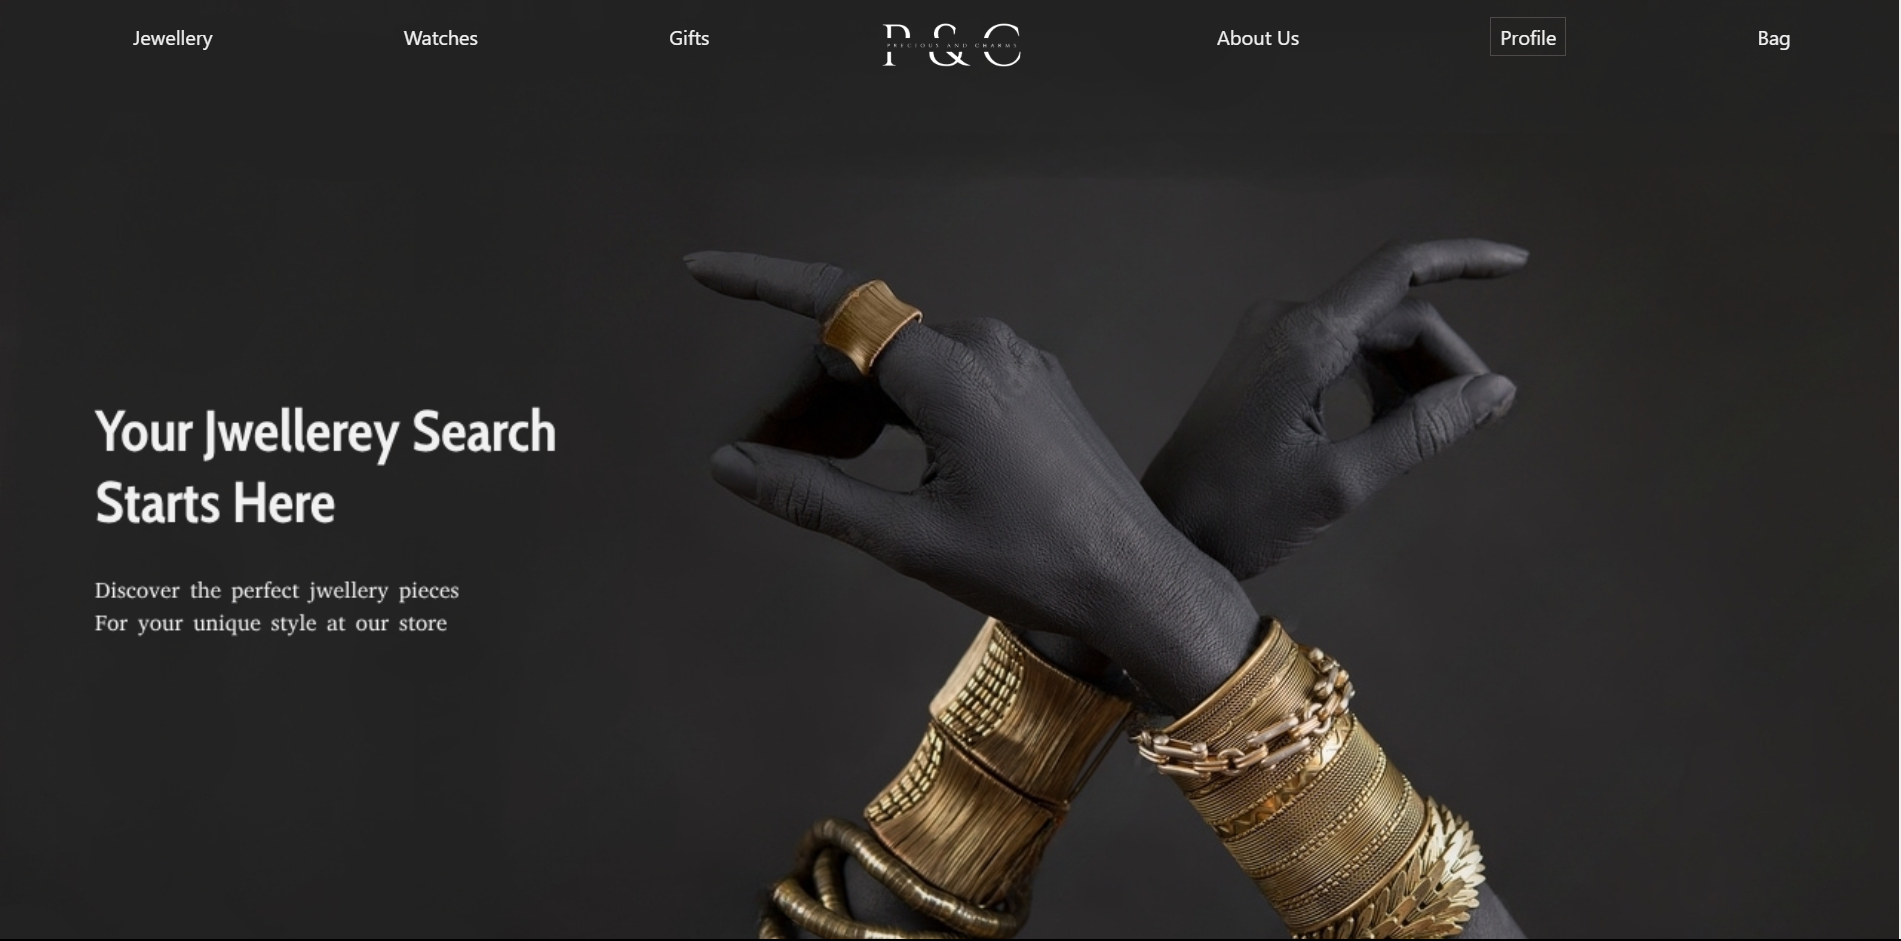 Jewellery Watches Gifts P & C About Us Profile Bag
PRECIOUS AND CHARMS
Your Jwellerey Search
Starts Here
Discover the perfect jwellery pieces
For your unique style at our store